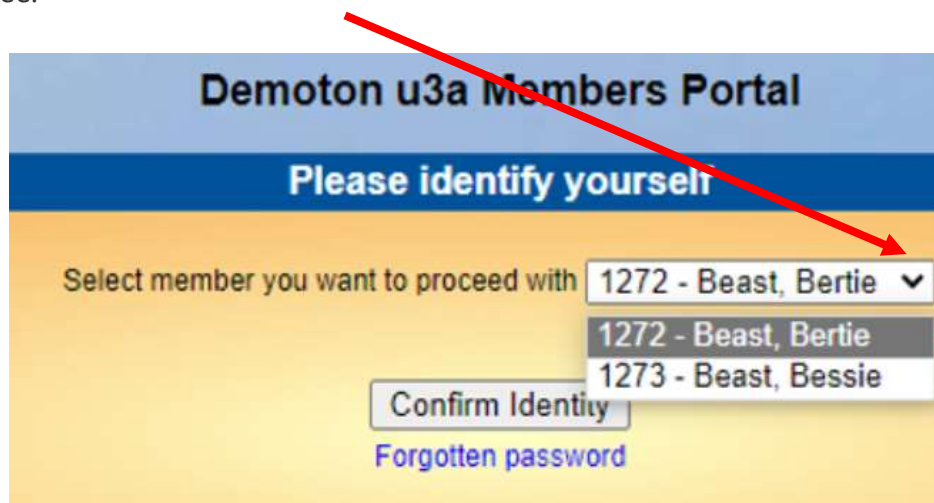 Demoton u3a Members Portal
Please identify yourself
Select member you want to proceed with 1272 - Beast, Bertie
1272 - Beast, Bertie
1273 - Beast, Bessie
Confirm Identity
Forgotten password